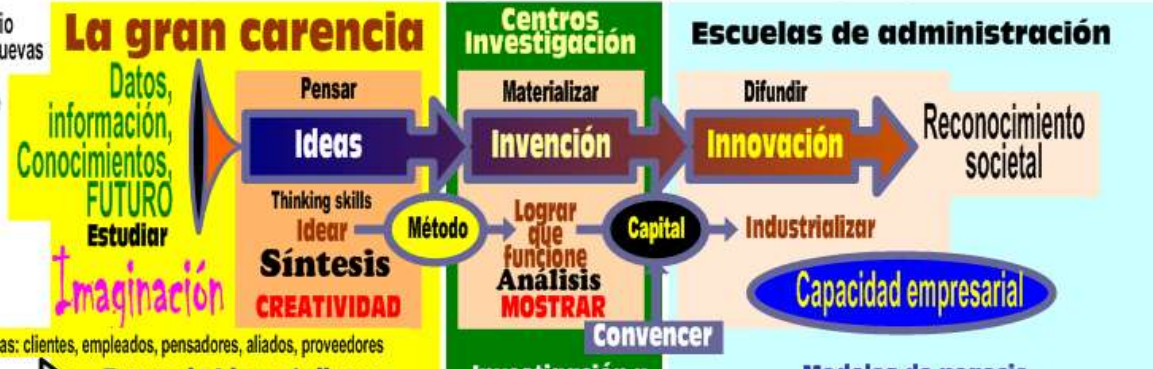 La gran carencia
Datos,
información,
Conocimientos,
FUTURO
Estudiar
Imaginación
Pensar
Ideas
Thinking skills
Idear
Síntesis
CREATIVIDAD
clientes, empleados, pensadores, aliados, proveedores
Método
Centros
Investigación
Materializar
Invención
Lograr
que
funcione
Análisis
MOSTRAR
Capital
Convencer
Escuelas de administración
Difundir
Innovación
Industrializar
Capacidad empresarial
Reconocimiento
societal